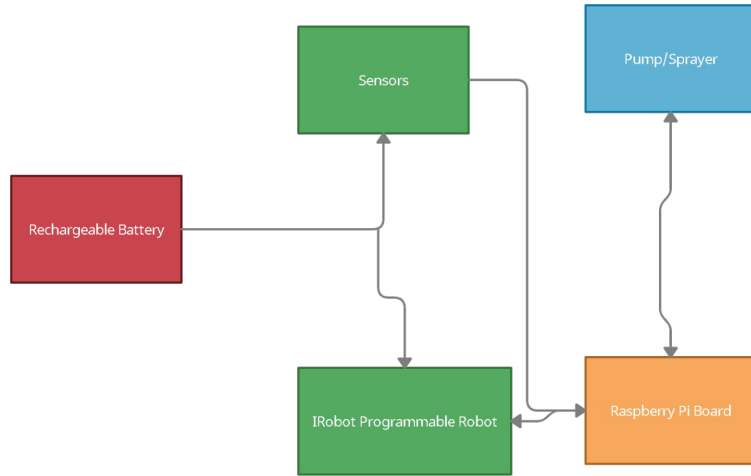 Sensors
Pump/Sprayer
Rechargeable Battery
IRobot Programmable Robot
Raspberry Pi Board